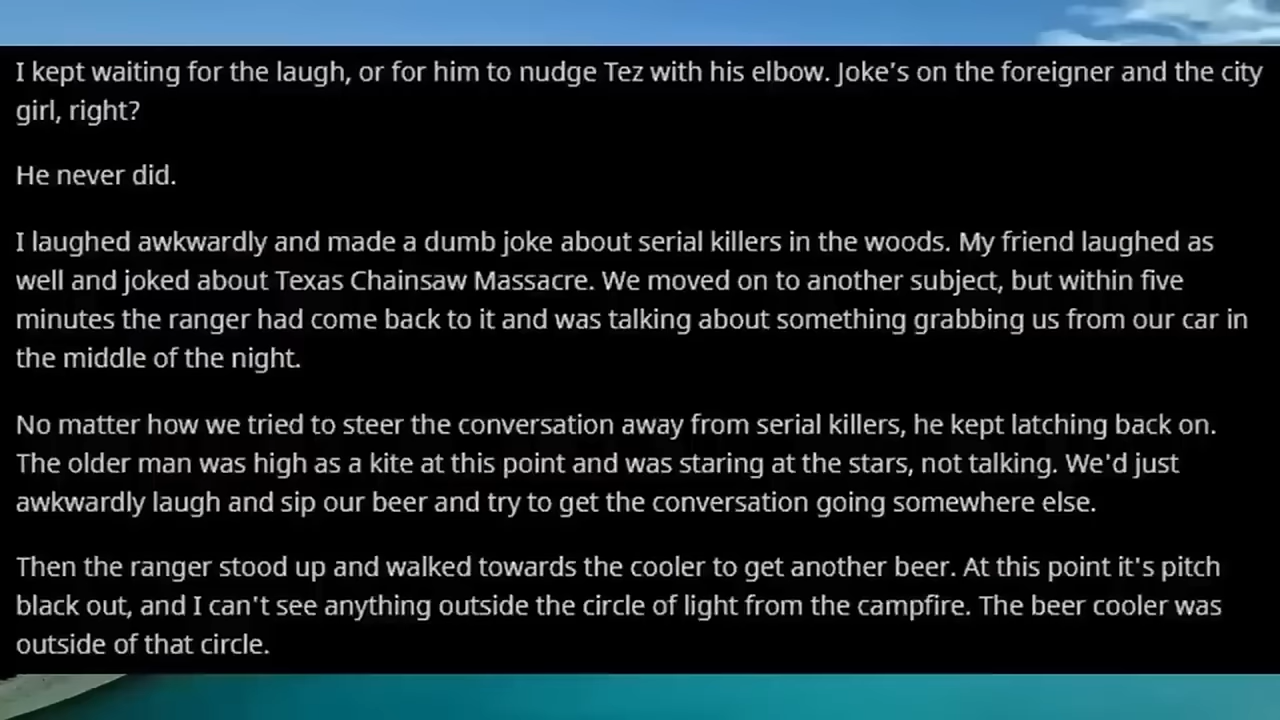 I kept waiting for the laugh, or for him to nudge Tez with his elbow. Joke's on the foreigner and the city
girl, right?
He never did.
I laughed awkwardly and made a dumb joke about serial killers in the woods. My friend laughed as
well and joked about Texas Chainsaw Massacre. We moved on to another subject, but within five
minutes the ranger had come back to it and was talking about something grabbing us from our car in
the middle of the night.
No matter how we tried to steer the conversation away from serial killers, he kept latching back on.
The older man was high as a kite at this point and was staring at the stars, not talking. We'd just
awkwardly laugh and sip our beer and try to get the conversation going somewhere else.
Then the ranger stood up and walked towards the cooler to get another beer. At this point it's pitch
black out, and I can't see anything outside the circle of light from the campfire. The beer cooler was
outside of that circle.